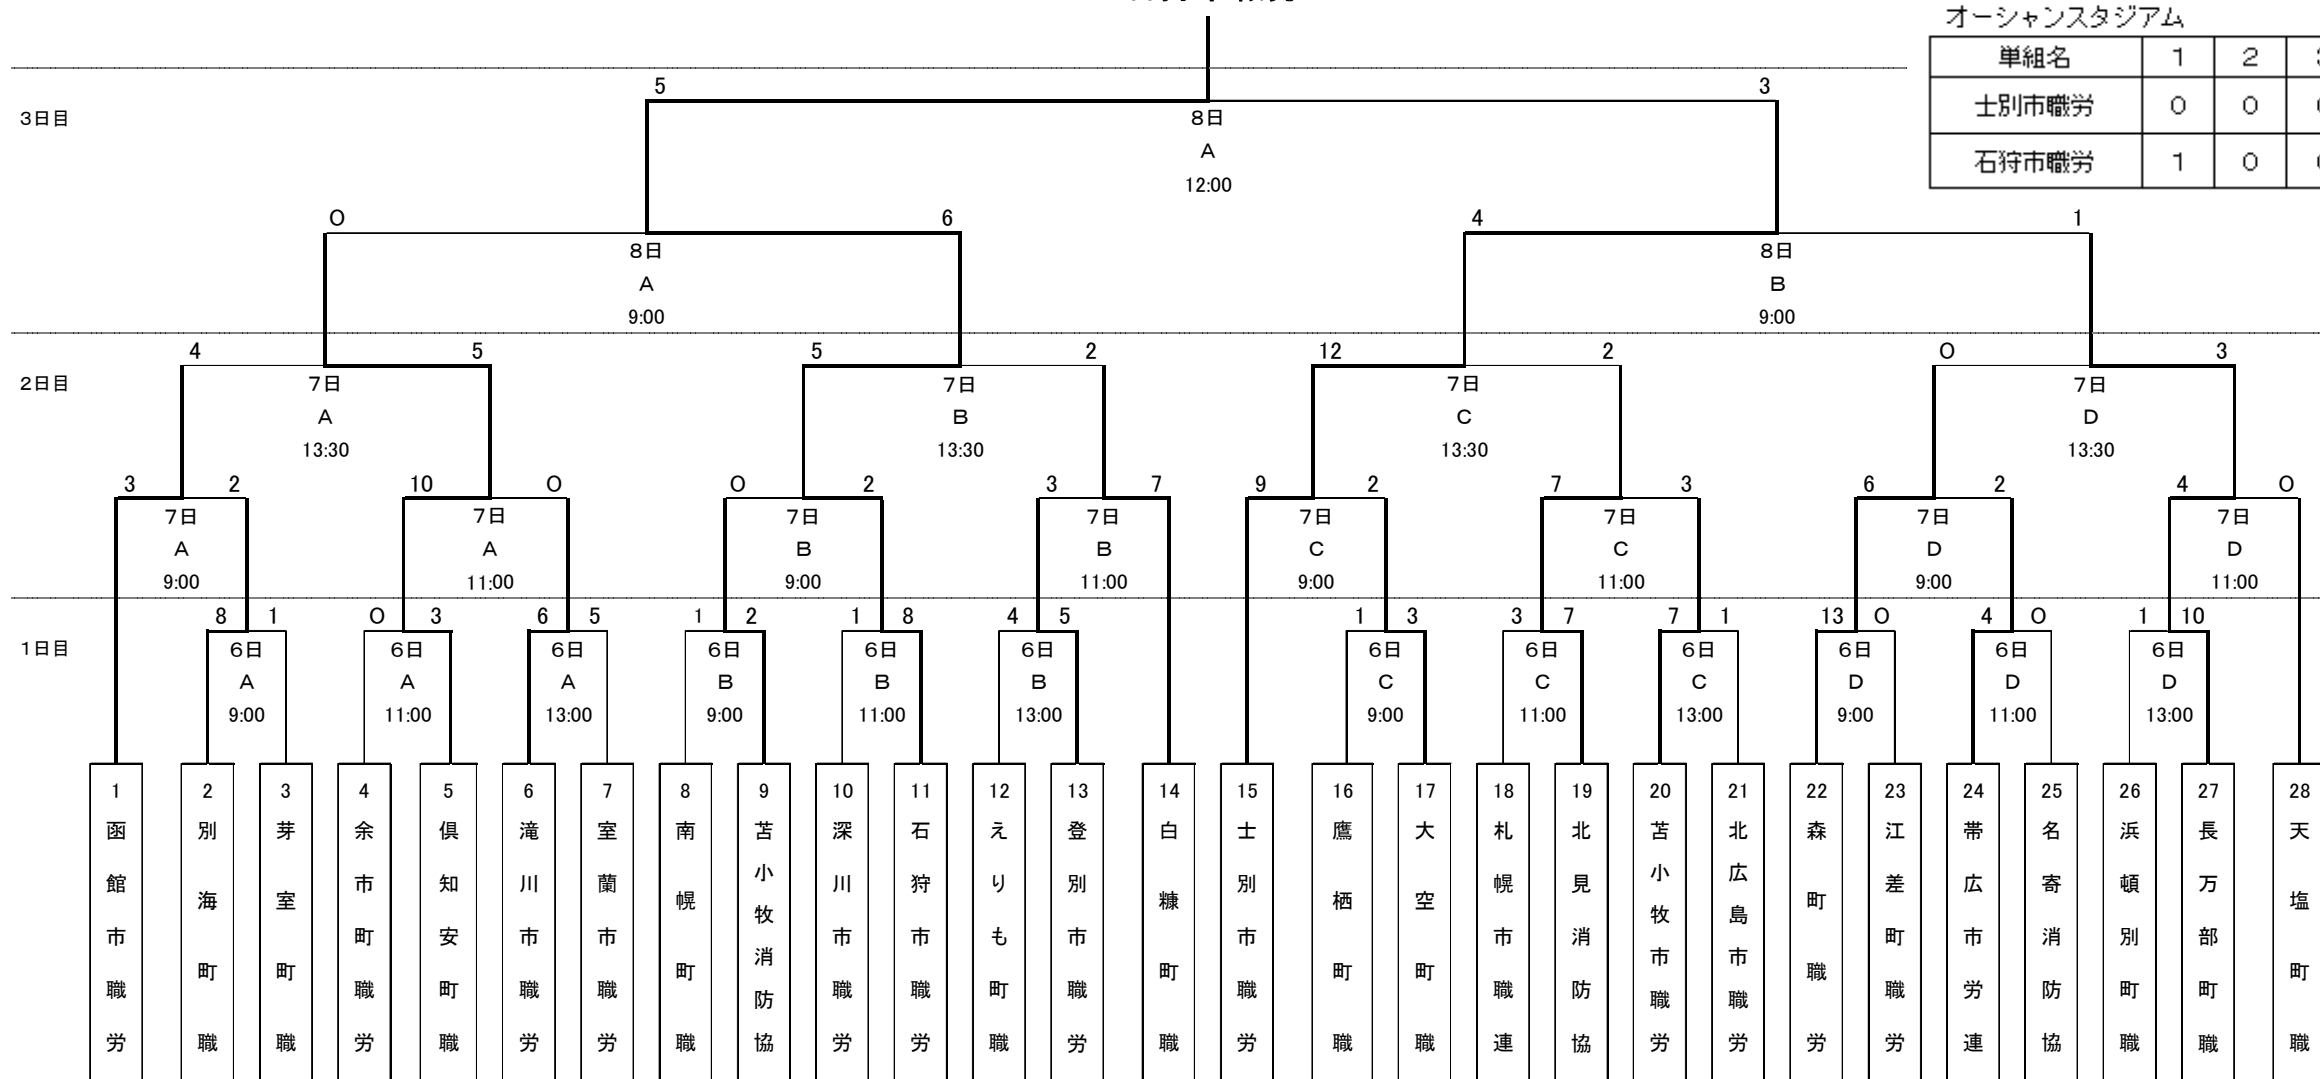 オーシャンスタジアム
単組名 1 2
士別市職労 0 0
石狩市職労 1 0
5 3
3日目
8日
A
12:00
0 6 4 1
8日 8日
A B
9:00 9:00
4 5 5 2 12 2 0 3
2日目
7日 7日 7日 7日
A B C D
13:30 13:30 13:30 13:30
3 2 10 0 0 2 3 7 9 2 7 3 6 2 4 0
7日 7日 7日 7日 7日 7日 7日 7日
A A B B C C D D
9:00 11:00 9:00 11:00 9:00 11:00 9:00 11:00
8 1 0 3 6 5 1 2 1 8 4 5 1 3 3 7 7 1 13 0 4 0 1 10
1日目
6日 6日 6日 6日 6日 6日 6日 6日 6日 6日 6日 6日
A A A B B B C C C D D D
9:00 11:00 13:00 9:00 11:00 13:00 9:00 11:00 13:00 9:00 11:00 13:00
1 函館市職労
2 別海町職
3 芽室町職
4 余市町職労
5 倶知安町職
6 滝川市職労
7 室蘭市職労
8 南幌町職
9 苫小牧消防協
10 深川市職労
11 石狩市職労
12 えりも町職
13 登別市職労
14 白糠町職
15 士別市職労
16 鷹栖町職
17 大空町職
18 札幌市職連
19 北見消防協
20 苫小牧市職労
21 北広島市職労
22 森町職労
23 江差町職労
24 帯広市労連
25 名寄消防協
26 浜頓別町職
27 長万部町職
28 天塩町職